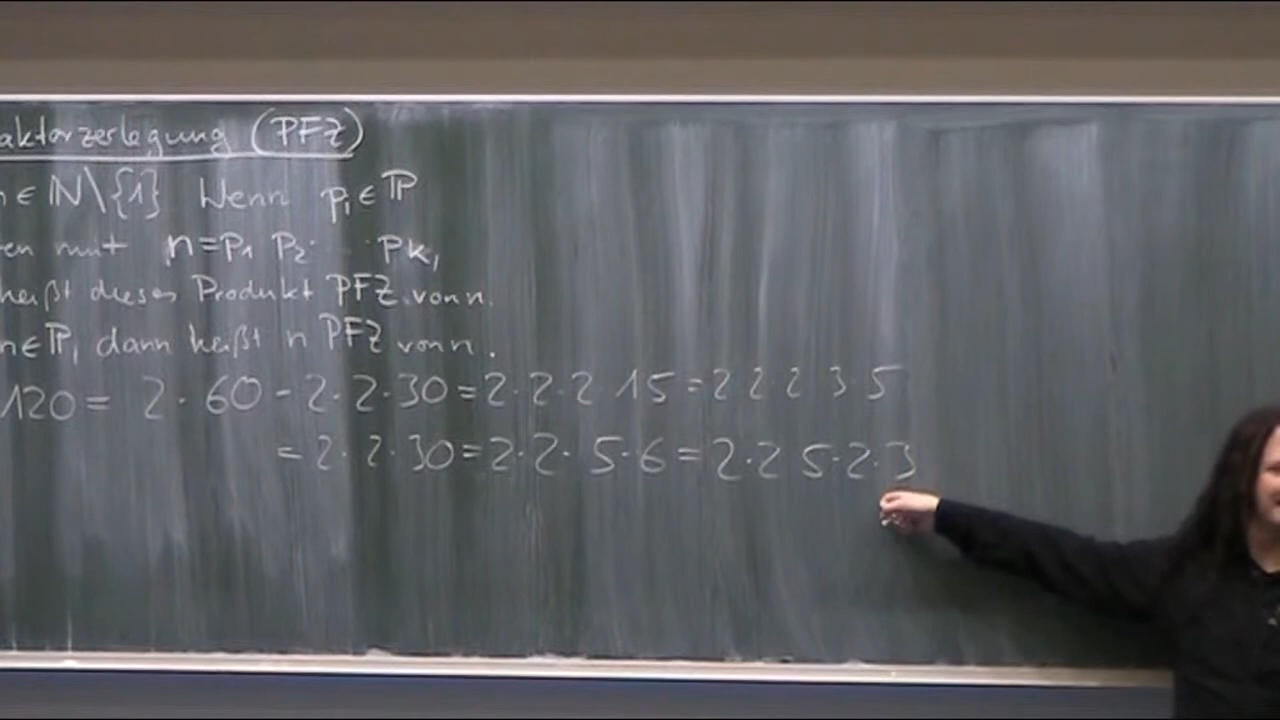 aktorzerlegung (PFZ)
n ∈ ℕ\{1} Wenn p₁ ∈ ℙ
en mit n=p₁ p₂· · pₖ,
heißt dieses Produkt PFZ von n.
n∈ℙ, dann heißt n PFZ von n.
120 = 2 · 60 = 2·2·30 = 2·2·2 15 = 2 2 2 3 5
= 2·2·30 = 2·2·5·6 = 2·2 5·2·3